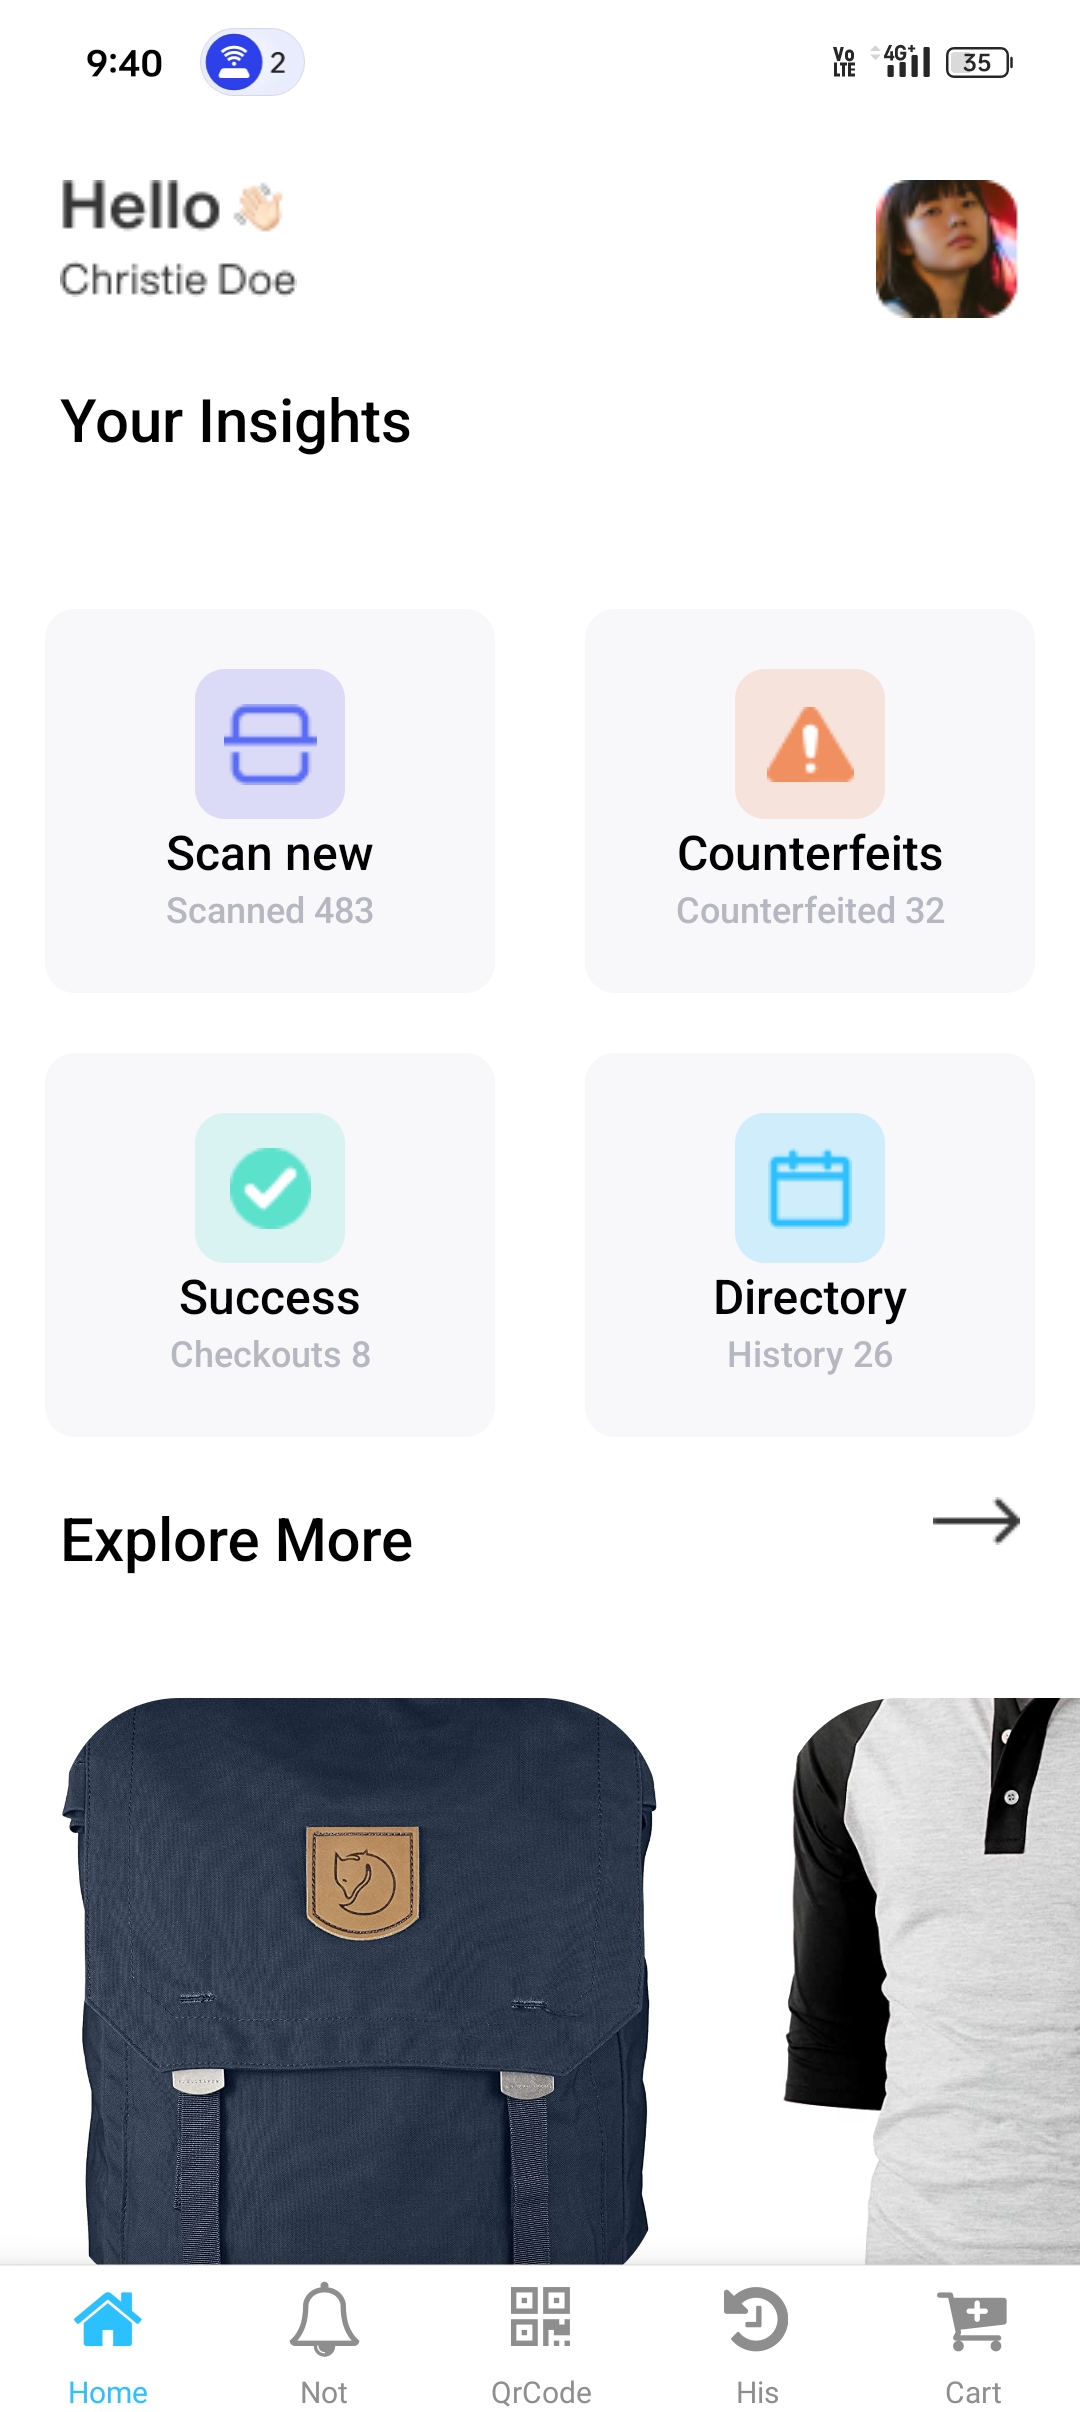 9:40
2
Vo
LTE
4G+
35
Hello
Christie Doe
Your Insights
Scan new
Scanned 483
Counterfeits
Counterfeited 32
Success
Checkouts 8
Directory
History 26
Explore More
Home
Not
QrCode
His
Cart